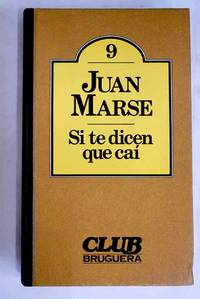 9
JUAN
MARSE
Si te dicen
que caí
CLUB
BRUGUERA